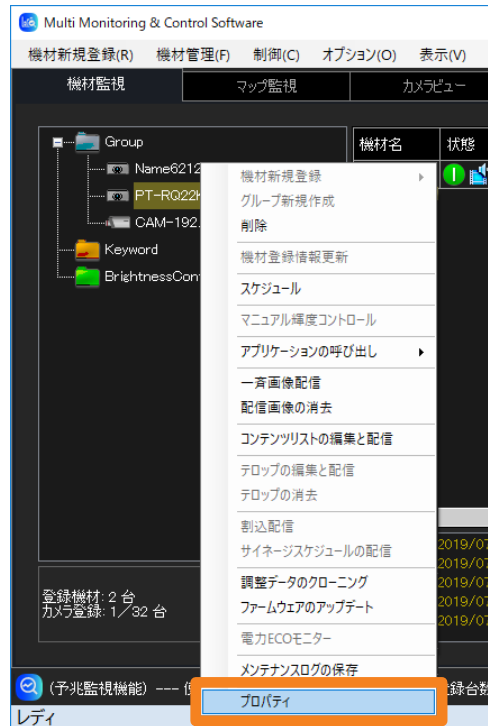 Multi Monitoring & Control Software
機材新規登録(R) 機材管理(F) 制御(C) オプション(O) 表示(V)
機材監視 マップ監視 カメラビュー
Group
機材名 状態
Name6212
PT-RQ22K
CAM-192.
Keyword
BrightnessCon
機材新規登録
グループ新規作成
削除
機材登録情報更新
スケジュール
マニュアル輝度コントロール
アプリケーションの呼び出し
一斉画像配信
配信画像の消去
コンテンツリストの編集と配信
テロップの編集と配信
テロップの消去
割込配信
サイネージスケジュールの配信
調整データのクローニング
ファームウェアのアップデート
電力ECOモニター
メンテナンスログの保存
プロパティ
2019/07
2019/07
2019/07
2019/07
2019/07
登録機材: 2 台
カメラ登録: 1/32 台
(予兆監視機能) --- 登録台数
レディ